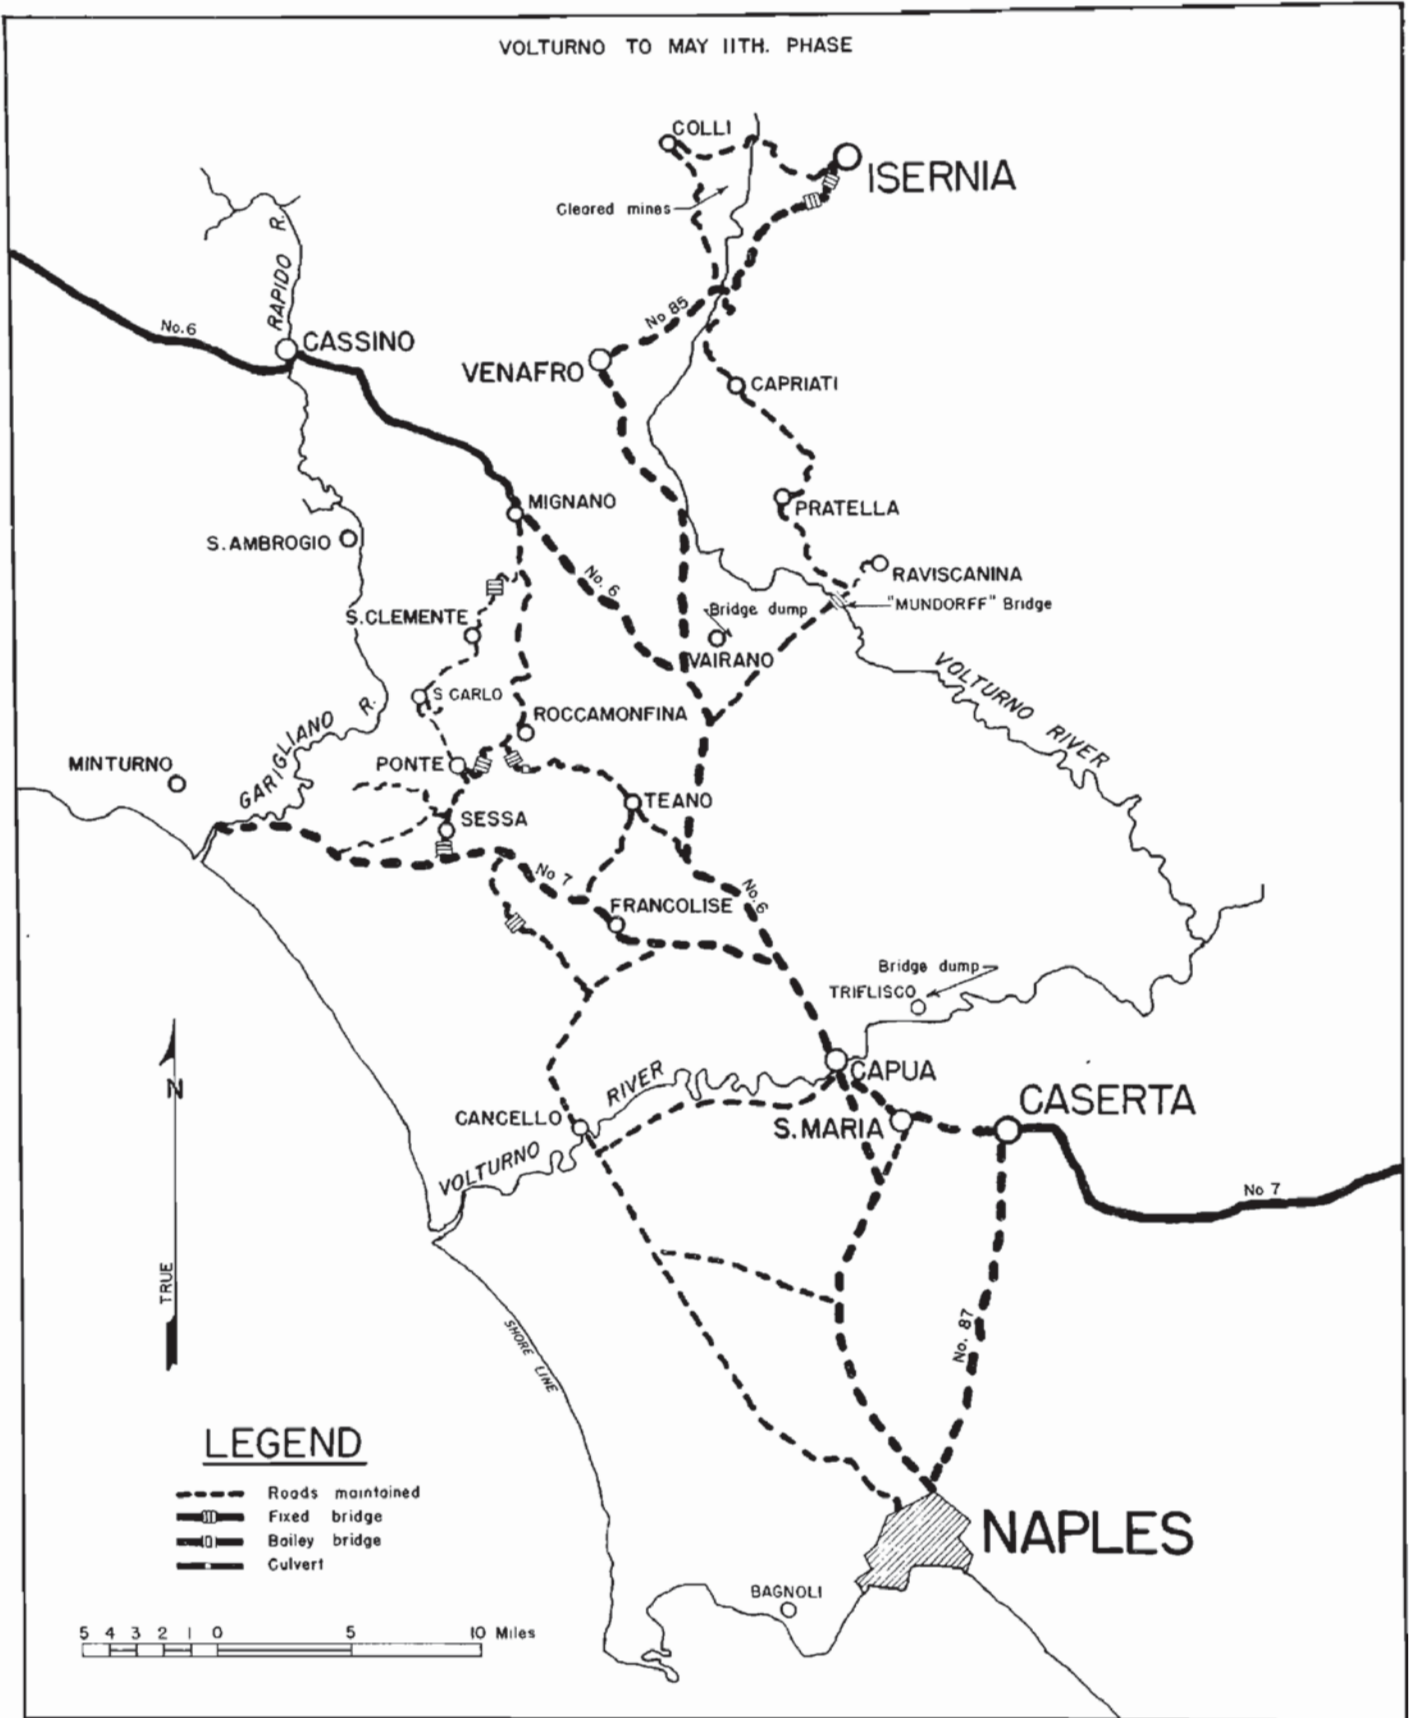 VOLTURNO TO MAY 11TH. PHASE
COLLI
ISERNIA
Cleared mines
RAPIDO R.
No.6
CASSINO
No 85
VENAFRO
CAPRIATI
MIGNANO
PRATELLA
S.AMBROGIO
No. 6
RAVISCANINA
"MUNDORFF" Bridge
S.CLEMENTE
Bridge dump
VAIRANO
VOLTURNO RIVER
S CARLO
ROCCAMONFINA
GARIGLIANO R.
MINTURNO
PONTE
TEANO
SESSA
No 7
No.6
FRANCOLISE
Bridge dump
TRIFLISCO
N
CAPUA
RIVER
CANCELLO
S.MARIA
CASERTA
VOLTURNO
No 7
TRUE
SHORE LINE
No. 87
LEGEND
Roads maintained
Fixed bridge
Bailey bridge
Culvert
NAPLES
BAGNOLI
5 4 3 2 1 0 5 10 Miles